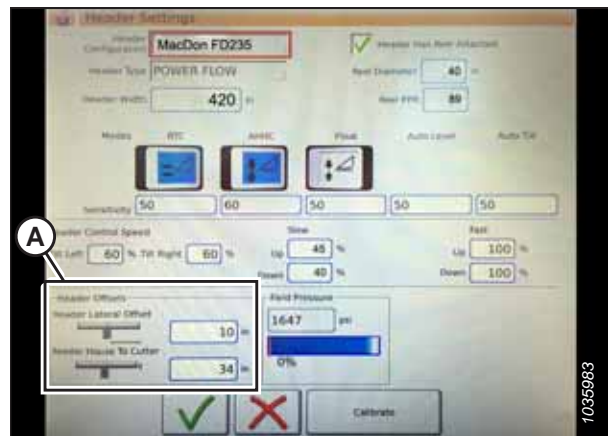 Header Settings
Header Configuration MacDon FD235 Header Has Reel Attached
Header Type POWER FLOW Reel Diameter 40 in
Header Width 420 in Reel PPR 89
Modes RTC AHHC Float Auto Level Auto Tilt
Sensitivity 50 60 50 50 50
Header Control Speed Slow Fast
Tilt Left 60 % Tilt Right 60 % Up 45 % Up 100 %
Down 40 % Down 100 %
A
Header Offsets Field Pressure
Header Lateral Offset 10 in 1647 psi
Feeder House To Cutter 34 in 0%
Calibrate
1035983